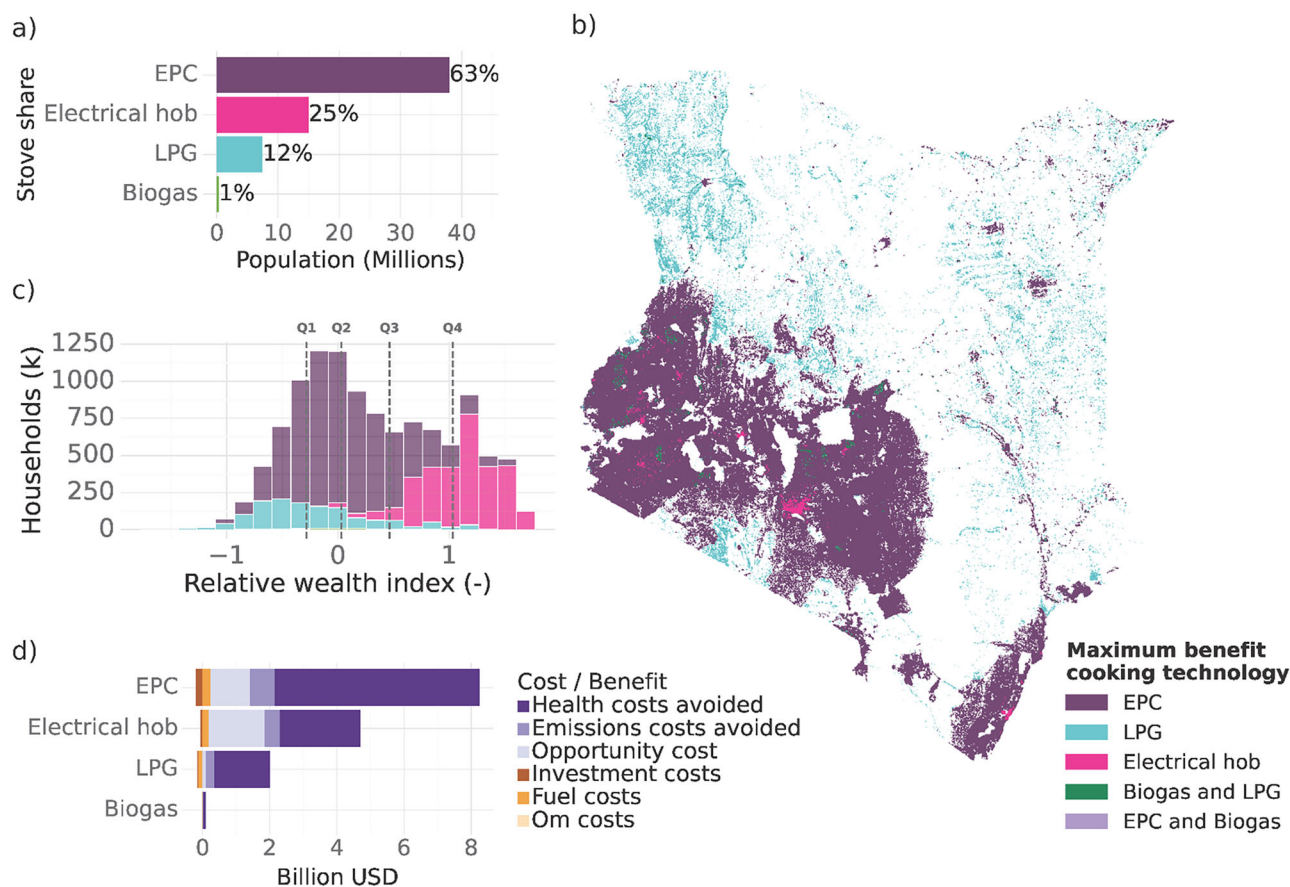 a)
Stove share
EPC
63%
Electrical hob
25%
LPG
12%
Biogas
1%
0 10 20 30 40
Population (Millions)
b)
c)
Q1 Q2 Q3 Q4
Households (k)
1250
1000
750
500
250
0
−1 0 1
Relative wealth index (-)
d)
EPC
Electrical hob
LPG
Biogas
0 2 4 6 8
Billion USD
Cost / Benefit
Health costs avoided
Emissions costs avoided
Opportunity cost
Investment costs
Fuel costs
Om costs
Maximum benefit
cooking technology
EPC
LPG
Electrical hob
Biogas and LPG
EPC and Biogas